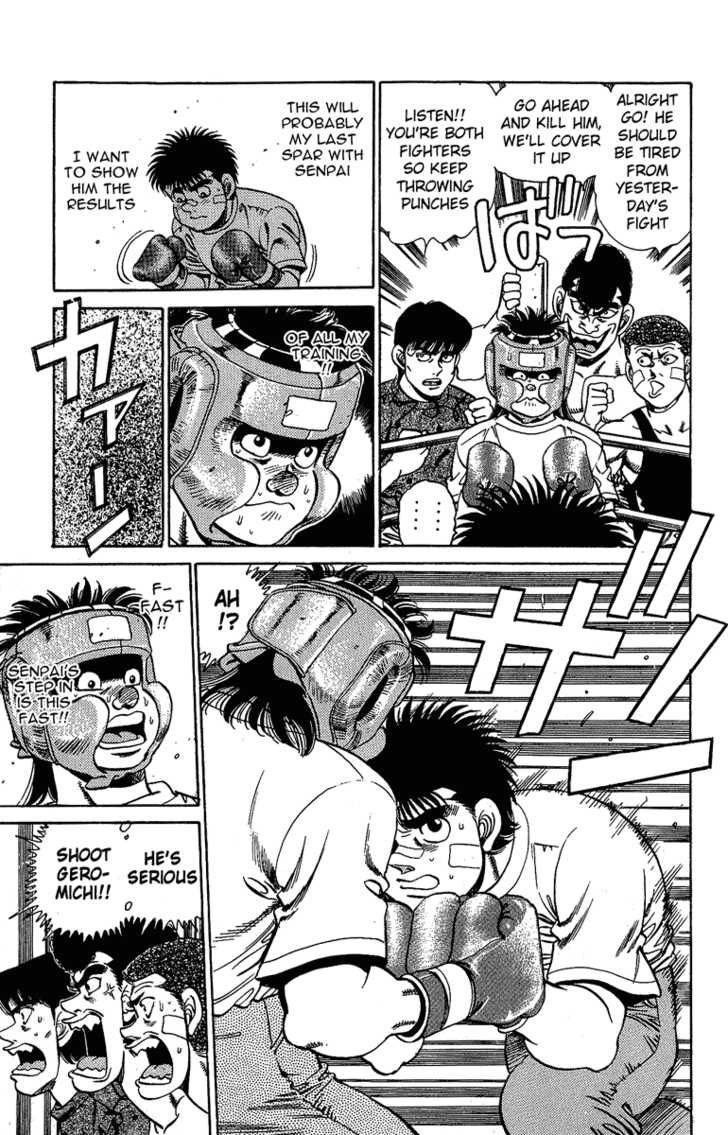 ALRIGHT
GO! HE
SHOULD
BE TIRED
FROM
YESTER-
DAY'S
FIGHT
GO AHEAD
AND KILL HIM,
WE'LL COVER
IT UP
LISTEN!!
YOU'RE BOTH
FIGHTERS
SO KEEP
THROWING
PUNCHES
ばっ
THIS WILL
PROBABLY
MY LAST
SPAR WITH
SENPAI
I WANT
TO SHOW
HIM THE
RESULTS
OF ALL MY
TRAINING
!!
カァーン
AH
!?
F-
FAST
!!
SENPAI'S
STEP IN
IS THIS
FAST!!
HE'S
SERIOUS
SHOOT
GERO-
MICHI!!